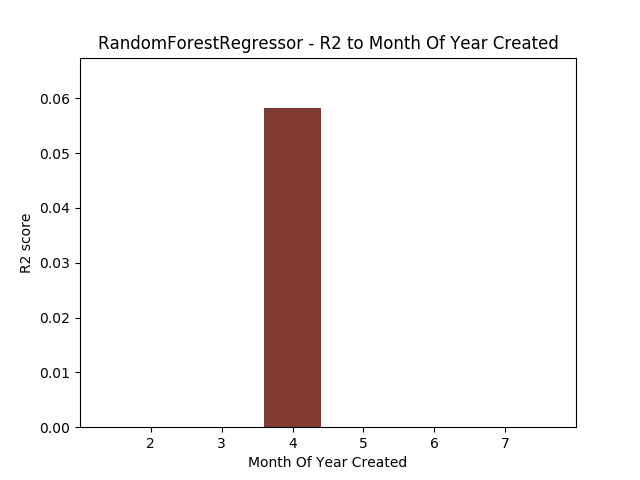 RandomForestRegressor - R2 to Month Of Year Created
0.06
0.05
0.04
0.03
0.02
0.01
0.00
R2 score
2 3 4 5 6 7
Month Of Year Created